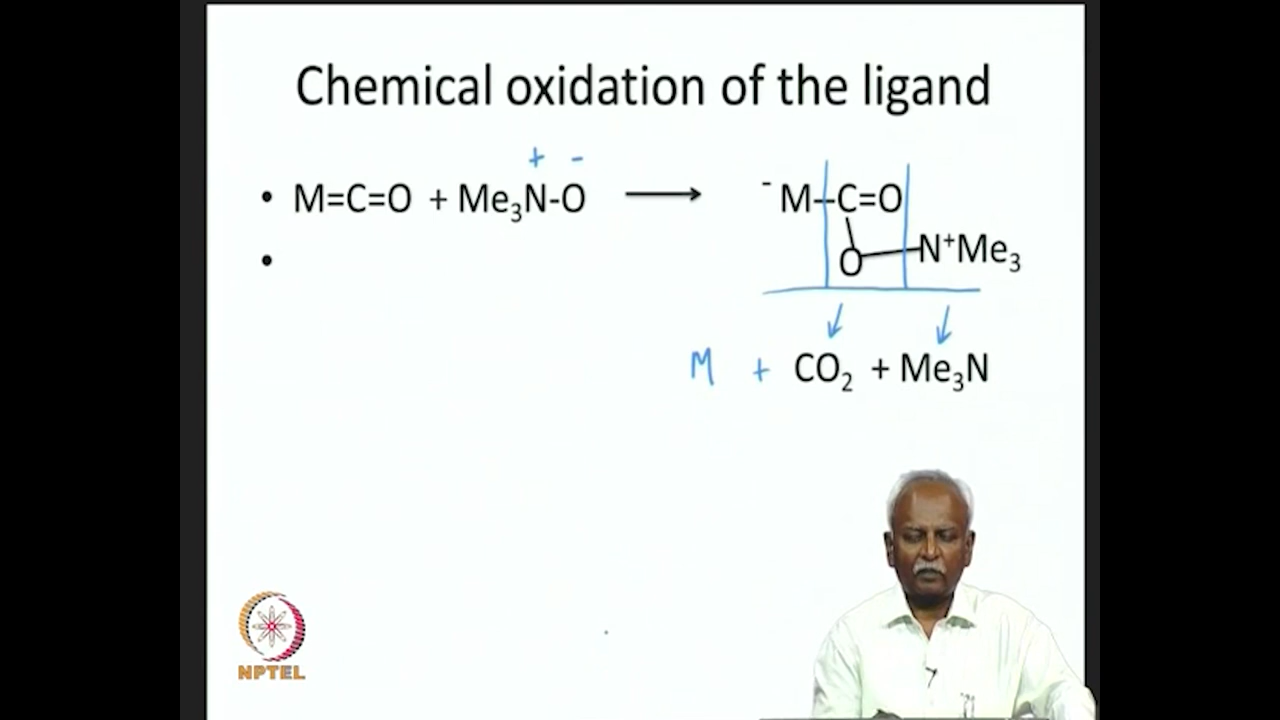 Chemical oxidation of the ligand
+ -
• M=C=O + Me₃N-O ⟶ ⁻M–C=O
•
O—N⁺Me₃
M + CO₂ + Me₃N
NPTEL